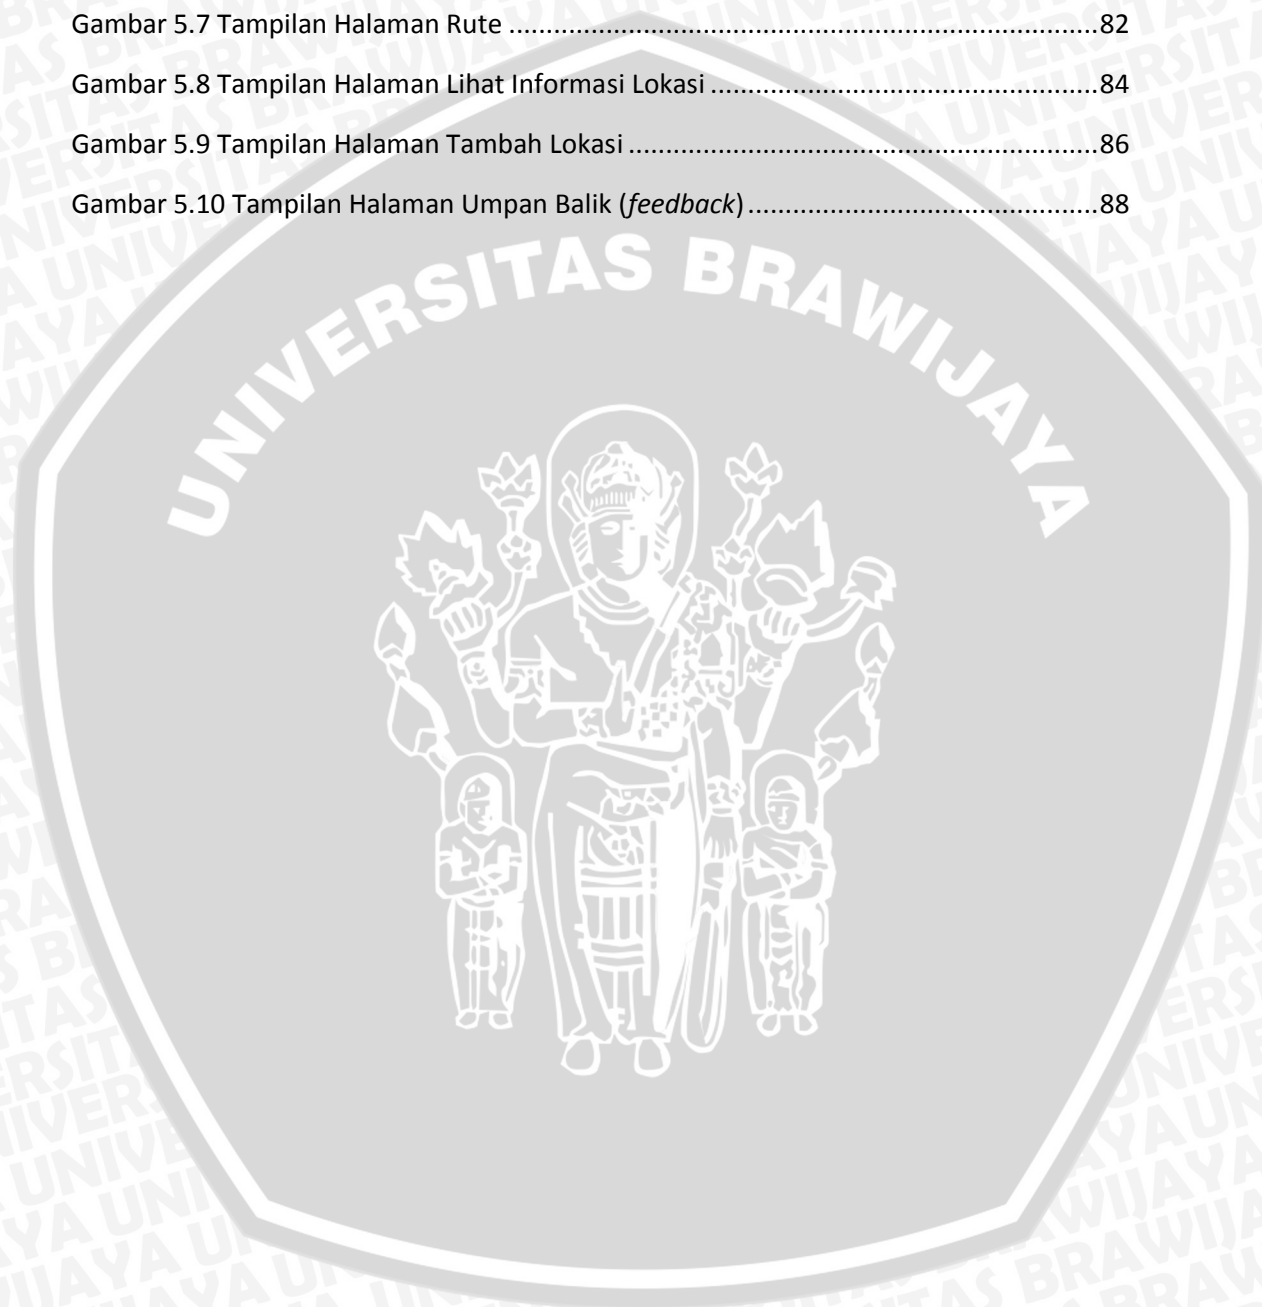 Gambar 5.7 Tampilan Halaman Rute ..........82
Gambar 5.8 Tampilan Halaman Lihat Informasi Lokasi ..........84
Gambar 5.9 Tampilan Halaman Tambah Lokasi ..........86
Gambar 5.10 Tampilan Halaman Umpan Balik (feedback) ..........88
UNIVERSITAS BRAWIJAYA